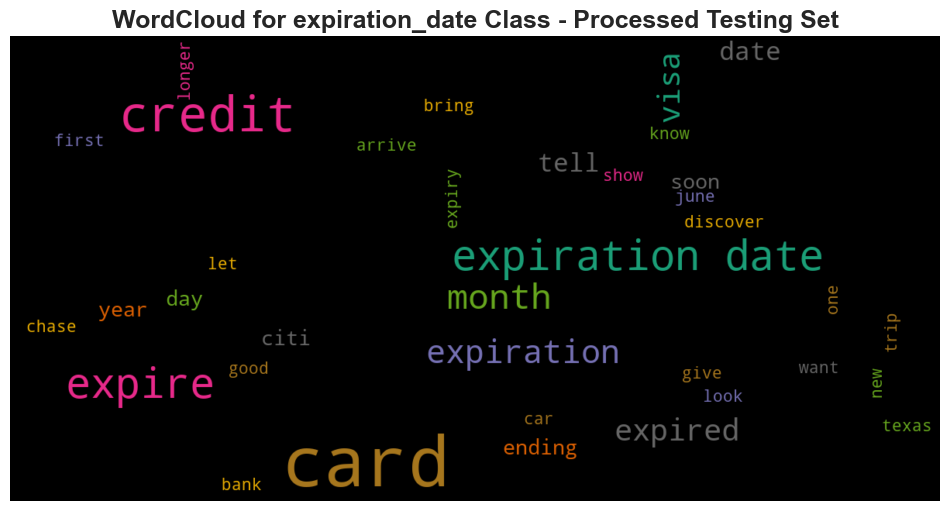 WordCloud for expiration_date Class - Processed Testing Set
longer
date
visa
credit
bring
first
know
arrive
tell
show
soon
expiry
june
discover
expiration date
let
month
day
one
year
chase
trip
citi
expiration
good
want
expire
give
new
look
car
texas
expired
ending
card
bank